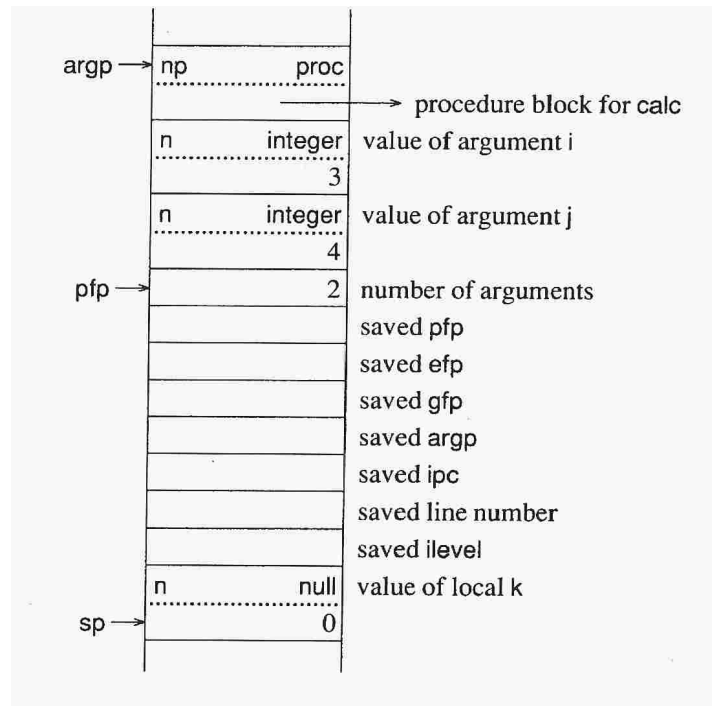 argp np proc
procedure block for calc
n integer value of argument i
3
n integer value of argument j
4
pfp 2 number of arguments
saved pfp
saved efp
saved gfp
saved argp
saved ipc
saved line number
saved ilevel
n null value of local k
sp 0